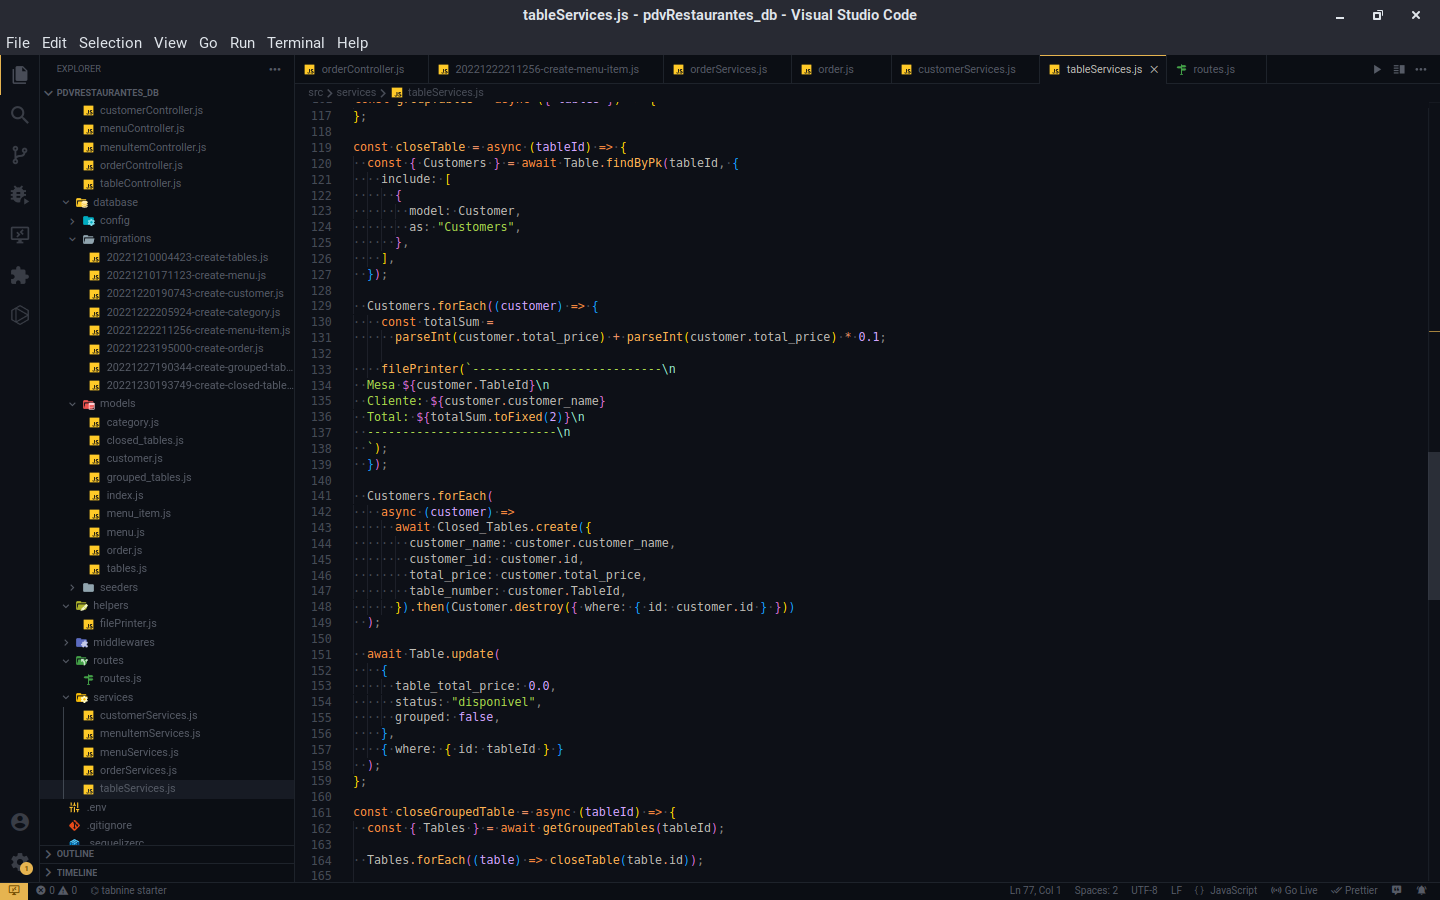 tableServices.js - pdvRestaurantes_db - Visual Studio Code
File Edit Selection View Go Run Terminal Help
EXPLORER
orderController.js
20221222211256-create-menu-item.js
orderServices.js
order.js
customerServices.js
tableServices.js
routes.js
PDVRESTAURANTES_DB
customerController.js
menuController.js
menuItemController.js
orderController.js
tableController.js
database
config
migrations
20221210004423-create-tables.js
20221210171123-create-menu.js
20221220190743-create-customer.js
20221222205924-create-category.js
20221222211256-create-menu-item.js
20221223195000-create-order.js
20221227190344-create-grouped-tab...
20221230193749-create-closed-table...
models
category.js
closed_tables.js
customer.js
grouped_tables.js
index.js
menu_item.js
menu.js
order.js
tables.js
seeders
helpers
filePrinter.js
middlewares
routes
routes.js
services
customerServices.js
menuItemServices.js
menuServices.js
orderServices.js
tableServices.js
.env
.gitignore
.sequelizerc
OUTLINE
TIMELINE
src > services > tableServices.js
117 };
118
119 const closeTable = async (tableId) => {
120   const { Customers } = await Table.findByPk(tableId, {
121     include: [
122       {
123         model: Customer,
124         as: "Customers",
125       },
126     ],
127   });
128
129   Customers.forEach((customer) => {
130     const totalSum =
131       parseInt(customer.total_price) + parseInt(customer.total_price) * 0.1;
132
133     filePrinter(`---------------------------\n
134   Mesa ${customer.TableId}\n
135   Cliente: ${customer.customer_name}
136   Total: ${totalSum.toFixed(2)}\n
137   ---------------------------\n
138   `);
139   });
140
141   Customers.forEach(
142     async (customer) =>
143       await Closed_Tables.create({
144         customer_name: customer.customer_name,
145         customer_id: customer.id,
146         total_price: customer.total_price,
147         table_number: customer.TableId,
148       }).then(Customer.destroy({ where: { id: customer.id } }))
149   );
150
151   await Table.update(
152     {
153       table_total_price: 0.0,
154       status: "disponivel",
155       grouped: false,
156     },
157     { where: { id: tableId } }
158   );
159 };
160
161 const closeGroupedTable = async (tableId) => {
162   const { Tables } = await getGroupedTables(tableId);
163
164   Tables.forEach((table) => closeTable(table.id));
165
1
0 0 tabnine starter
Ln 77, Col 1 Spaces: 2 UTF-8 LF {} JavaScript Go Live Prettier